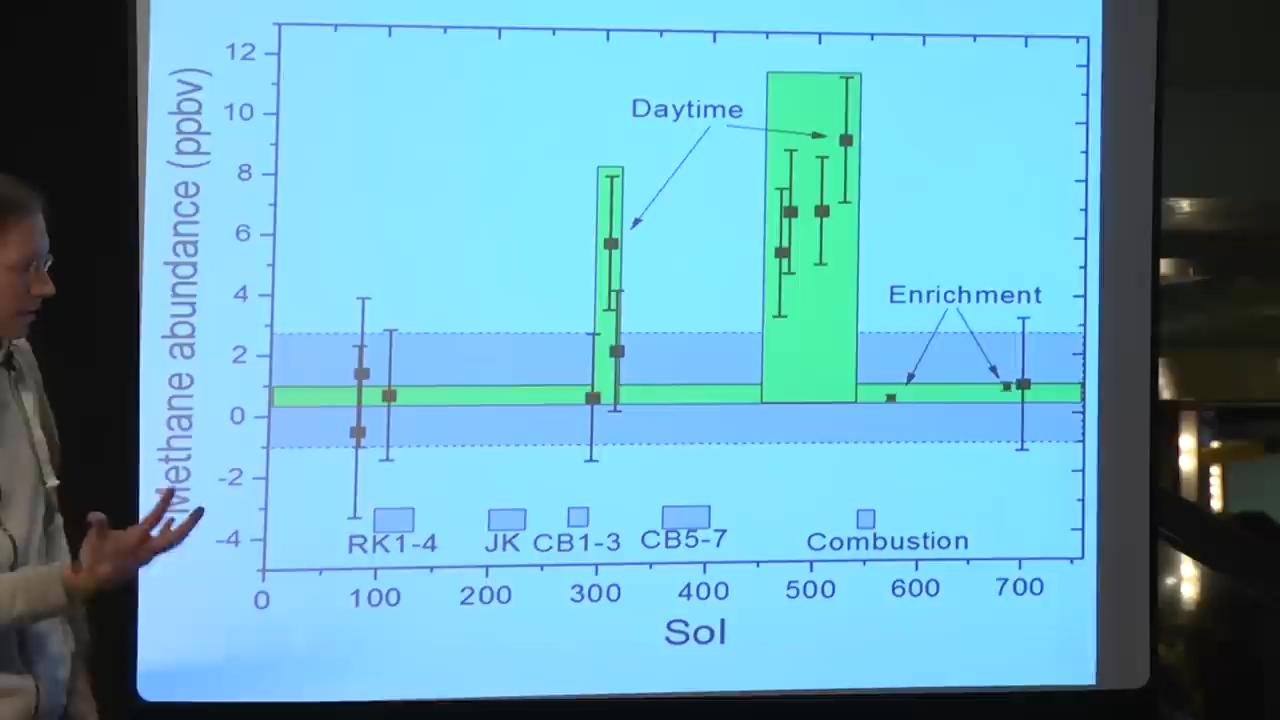 Methane abundance (ppbv)
12
10
8
6
4
2
0
-2
-4
Daytime
Enrichment
RK1-4
JK
CB1-3
CB5-7
Combustion
0 100 200 300 400 500 600 700
Sol